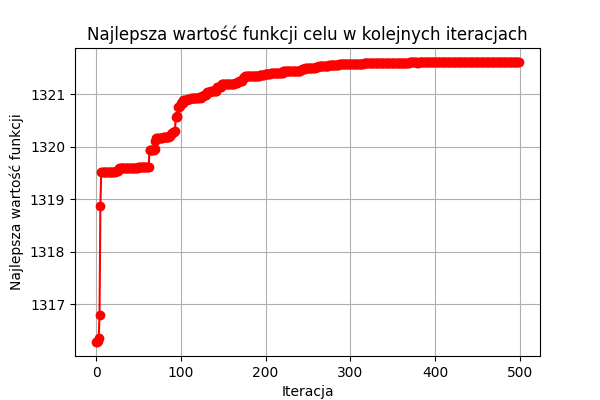 Najlepsza wartość funkcji celu w kolejnych iteracjach
Najlepsza wartość funkcji
1321
1320
1319
1318
1317
0 100 200 300 400 500
Iteracja